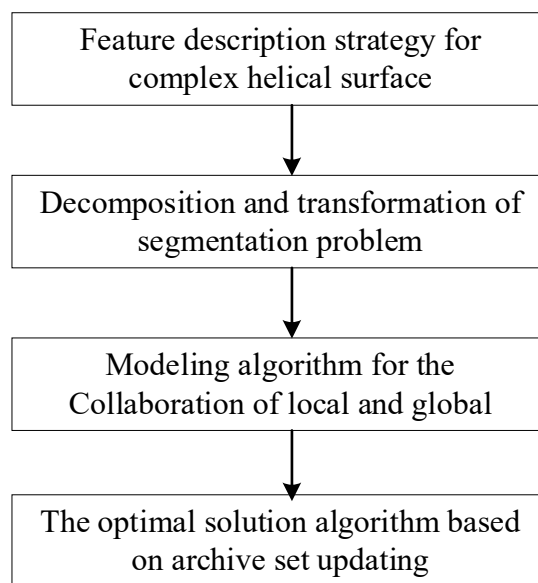 Feature description strategy for
complex helical surface
Decomposition and transformation of
segmentation problem
Modeling algorithm for the
Collaboration of local and global
The optimal solution algorithm based
on archive set updating